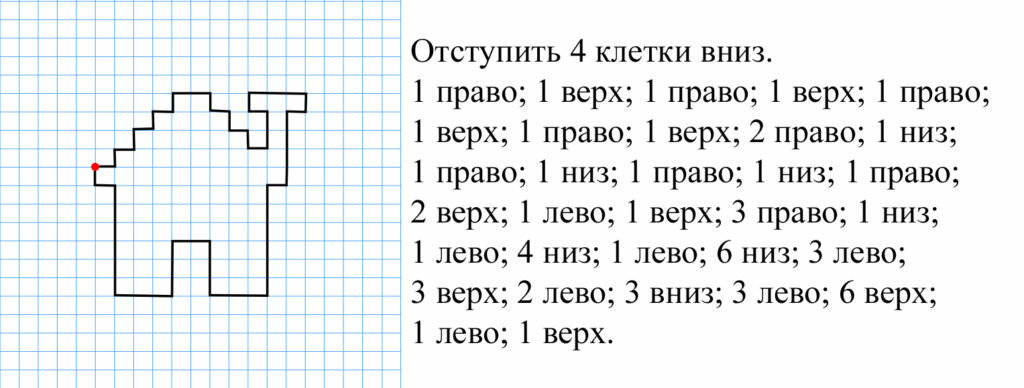 Отступить 4 клетки вниз.
1 право; 1 верх; 1 право; 1 верх; 1 право;
1 верх; 1 право; 1 верх; 2 право; 1 низ;
1 право; 1 низ; 1 право; 1 низ; 1 право;
2 верх; 1 лево; 1 верх; 3 право; 1 низ;
1 лево; 4 низ; 1 лево; 6 низ; 3 лево;
3 верх; 2 лево; 3 вниз; 3 лево; 6 верх;
1 лево; 1 верх.